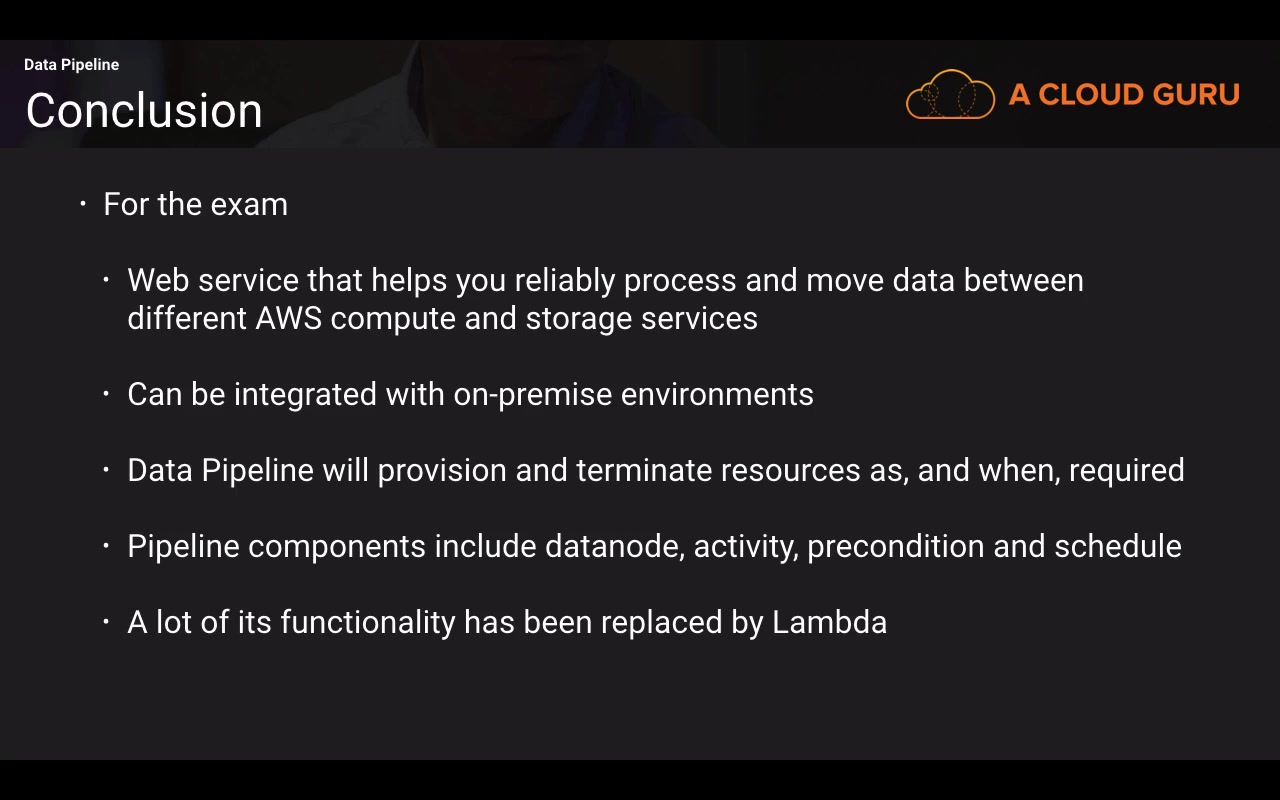 Data Pipeline
Conclusion
A CLOUD GURU
• For the exam
• Web service that helps you reliably process and move data between
different AWS compute and storage services
• Can be integrated with on-premise environments
• Data Pipeline will provision and terminate resources as, and when, required
• Pipeline components include datanode, activity, precondition and schedule
• A lot of its functionality has been replaced by Lambda